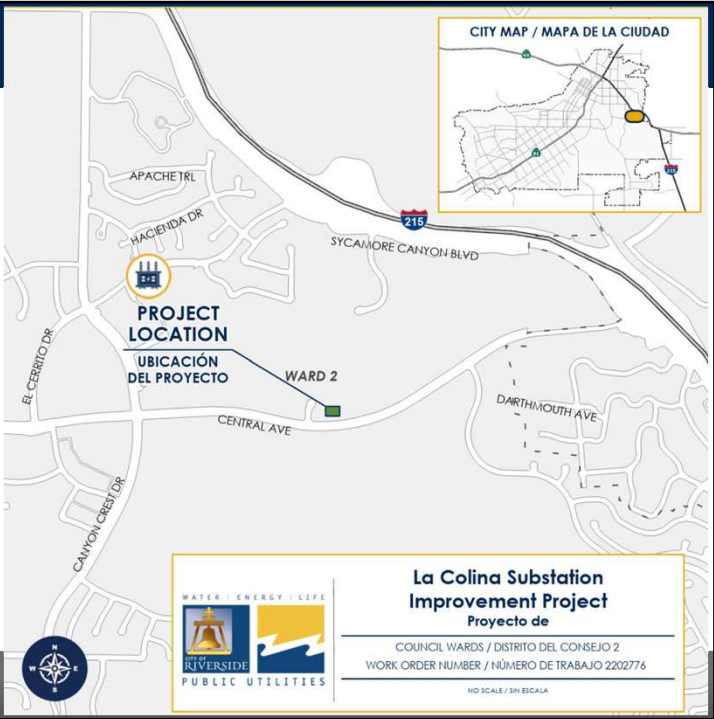 CITY MAP / MAPA DE LA CIUDAD
60
91
215
APACHE TRL
HACIENDA DR
215
SYCAMORE CANYON BLVD
PROJECT
LOCATION
UBICACIÓN
DEL PROYECTO
WARD 2
EL CERRITO DR
CENTRAL AVE
DARTHMOUTH AVE
CANYON CREST DR
WATER | ENERGY | LIFE
CITY OF
RIVERSIDE
PUBLIC UTILITIES
La Colina Substation
Improvement Project
Proyecto de
COUNCIL WARDS / DISTRITO DEL CONSEJO 2
WORK ORDER NUMBER / NÚMERO DE TRABAJO 2202776
NO SCALE / SIN ESCALA
N
W E
S